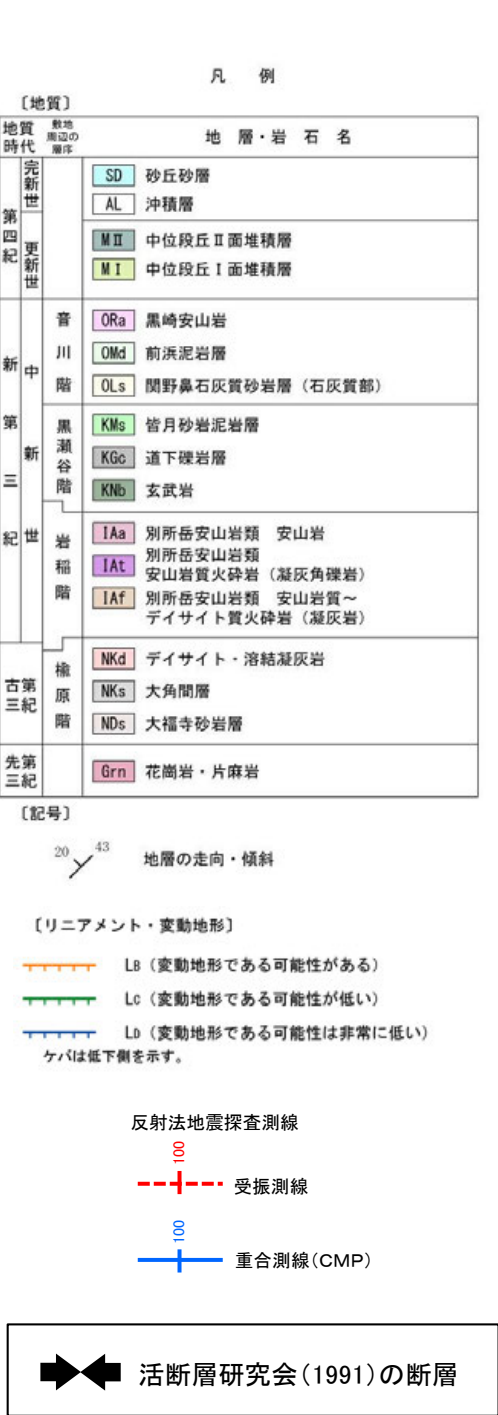 凡 例
〔地質〕
地質時代 敷地周辺の層序 地層・岩石名
第四紀 完新世 SD 砂丘砂層
AL 沖積層
更新世 MⅡ 中位段丘Ⅱ面堆積層
MⅠ 中位段丘Ⅰ面堆積層
新第三紀 中新世 音川階 ORa 黒崎安山岩
OMd 前浜泥岩層
OLs 関野鼻石灰質砂岩層（石灰質部）
黒瀬谷階 KMs 皆月砂岩泥岩層
KGc 道下礫岩層
KNb 玄武岩
岩稲階 IAa 別所岳安山岩類 安山岩
IAt 別所岳安山岩類
安山岩質火砕岩（凝灰角礫岩）
IAf 別所岳安山岩類 安山岩質～
デイサイト質火砕岩（凝灰岩）
古第三紀 楡原階 NKd デイサイト・溶結凝灰岩
NKs 大角間層
NDs 大福寺砂岩層
先第三紀 Grn 花崗岩・片麻岩
〔記号〕
20 43 地層の走向・傾斜
〔リニアメント・変動地形〕
LB（変動地形である可能性がある）
LC（変動地形である可能性が低い）
LD（変動地形である可能性は非常に低い）
ケバは低下側を示す。
反射法地震探査測線
100
受振測線
100
重合測線（CMP）
活断層研究会（1991）の断層